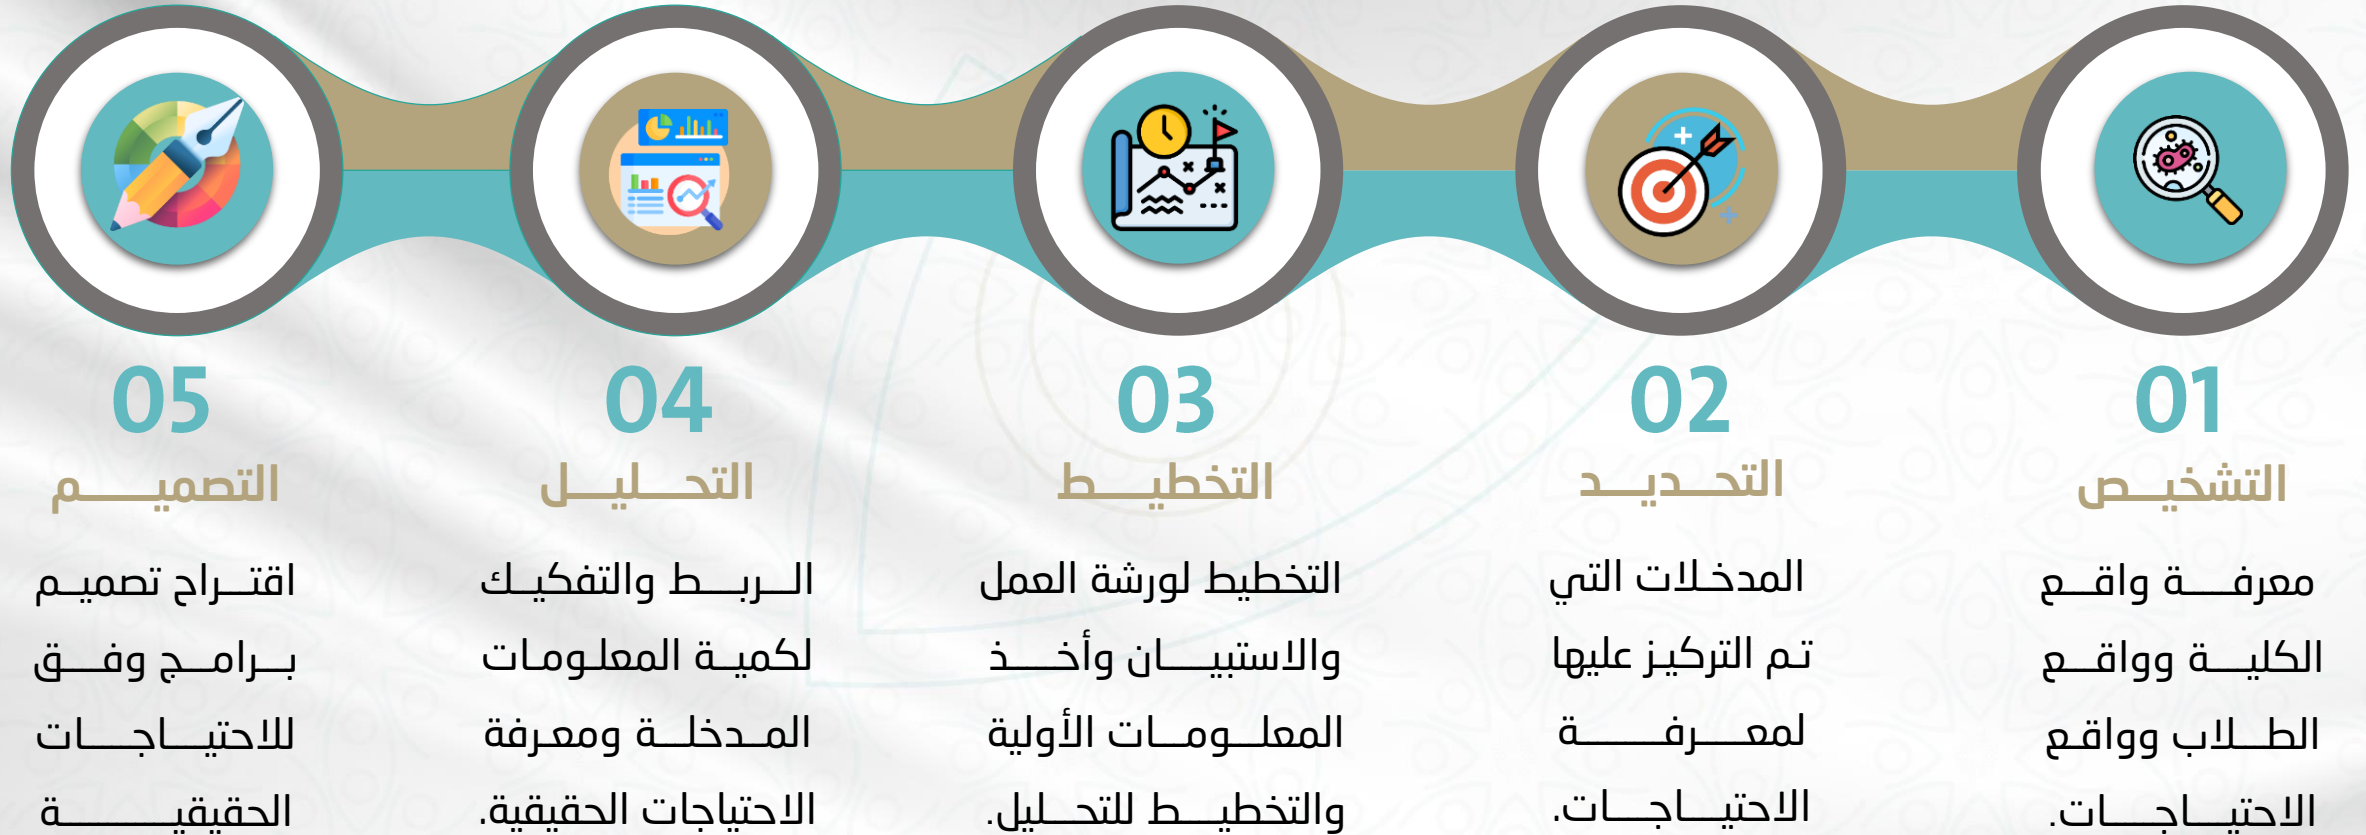 01
التشخيص
معرفة واقع
الكلية وواقع
الطلاب وواقع
الاحتياجات.
02
التحديد
المدخلات التي
تم التركيز عليها
لمعرفة
الاحتياجات.
03
التخطيط
التخطيط لورشة العمل
والاستبيان وأخذ
المعلومات الأولية
والتخطيط للتحليل.
04
التحليل
الربط والتفكيك
لكمية المعلومات
المدخلة ومعرفة
الاحتياجات الحقيقية.
05
التصميم
اقتراح تصميم
برامج وفق
للاحتياجات
الحقيقية